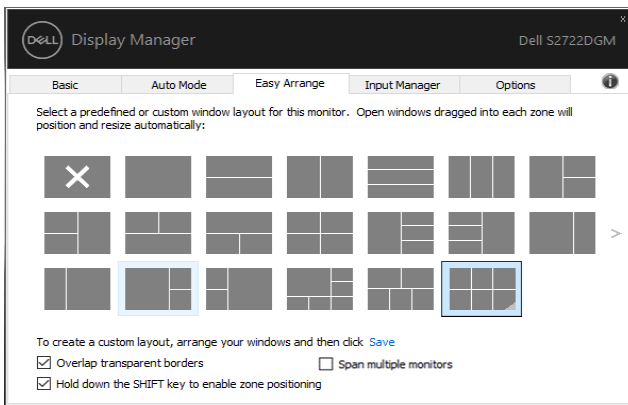 x
DELL Display Manager
Dell S2722DGM
Basic Auto Mode Easy Arrange Input Manager Options
Select a predefined or custom window layout for this monitor. Open windows dragged into each zone will
position and resize automatically:
>
To create a custom layout, arrange your windows and then click Save
Overlap transparent borders
Span multiple monitors
Hold down the SHIFT key to enable zone positioning